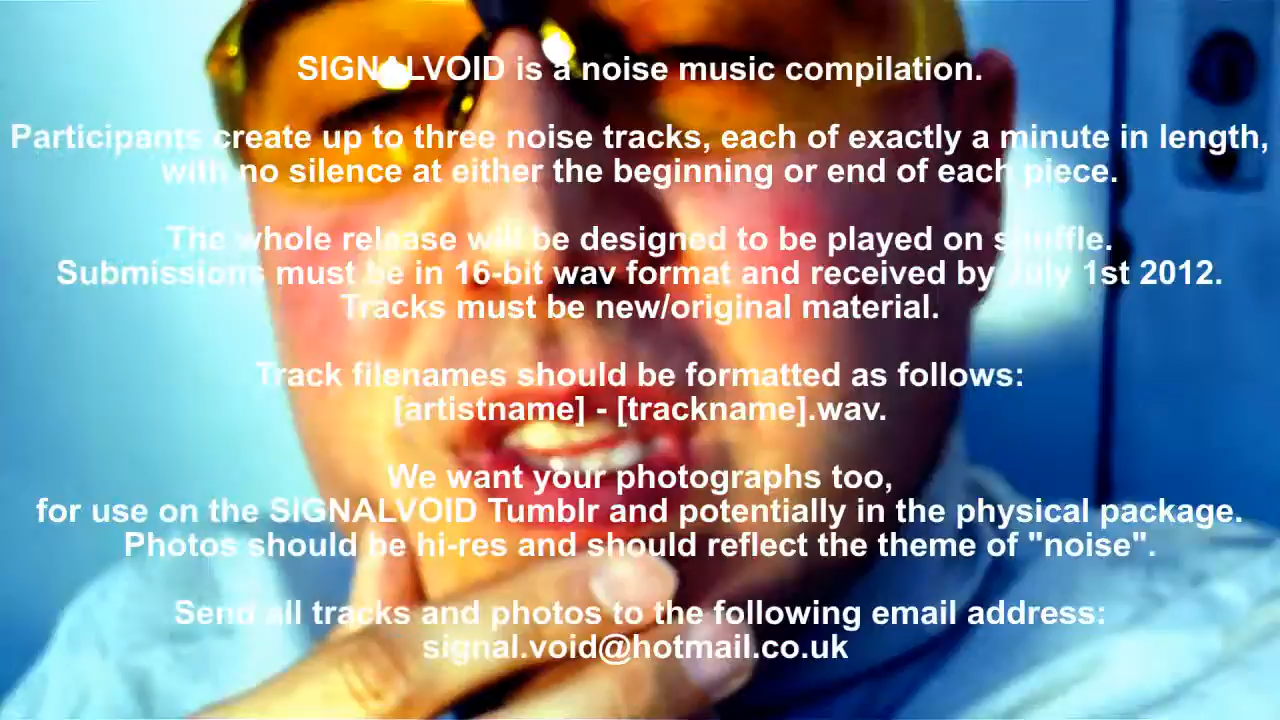 SIGNALVOID is a noise music compilation.
Participants create up to three noise tracks, each of exactly a minute in length,
with no silence at either the beginning or end of each piece.
The whole release will be designed to be played on shuffle.
Submissions must be in 16-bit wav format and received by July 1st 2012.
Tracks must be new/original material.
Track filenames should be formatted as follows:
[artistname] - [trackname].wav.
We want your photographs too,
for use on the SIGNALVOID Tumblr and potentially in the physical package.
Photos should be hi-res and should reflect the theme of "noise".
Send all tracks and photos to the following email address:
signal.void@hotmail.co.uk